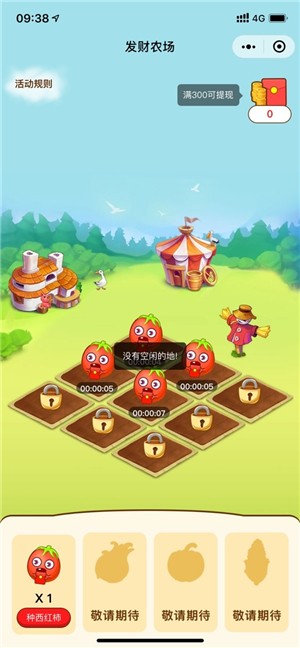 09:38
4G
发财农场
活动规则
满300可提现
0
没有空闲的地!
00:00:05
00:00:05
00:00:07
X 1
种西红柿
敬请期待
敬请期待
敬请期待